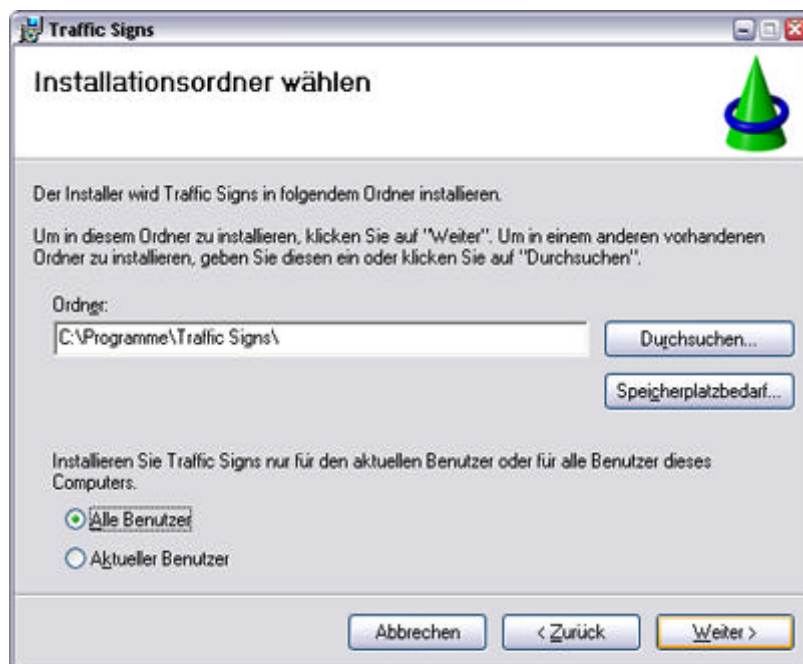 Traffic Signs
Installationsordner wählen
Der Installer wird Traffic Signs in folgendem Ordner installieren.
Um in diesem Ordner zu installieren, klicken Sie auf "Weiter". Um in einem anderen vorhandenen
Ordner zu installieren, geben Sie diesen ein oder klicken Sie auf "Durchsuchen".
Ordner:
C:\Programme\Traffic Signs\
Durchsuchen...
Speicherplatzbedarf...
Installieren Sie Traffic Signs nur für den aktuellen Benutzer oder für alle Benutzer dieses
Computers.
Alle Benutzer
Aktueller Benutzer
Abbrechen
< Zurück
Weiter >